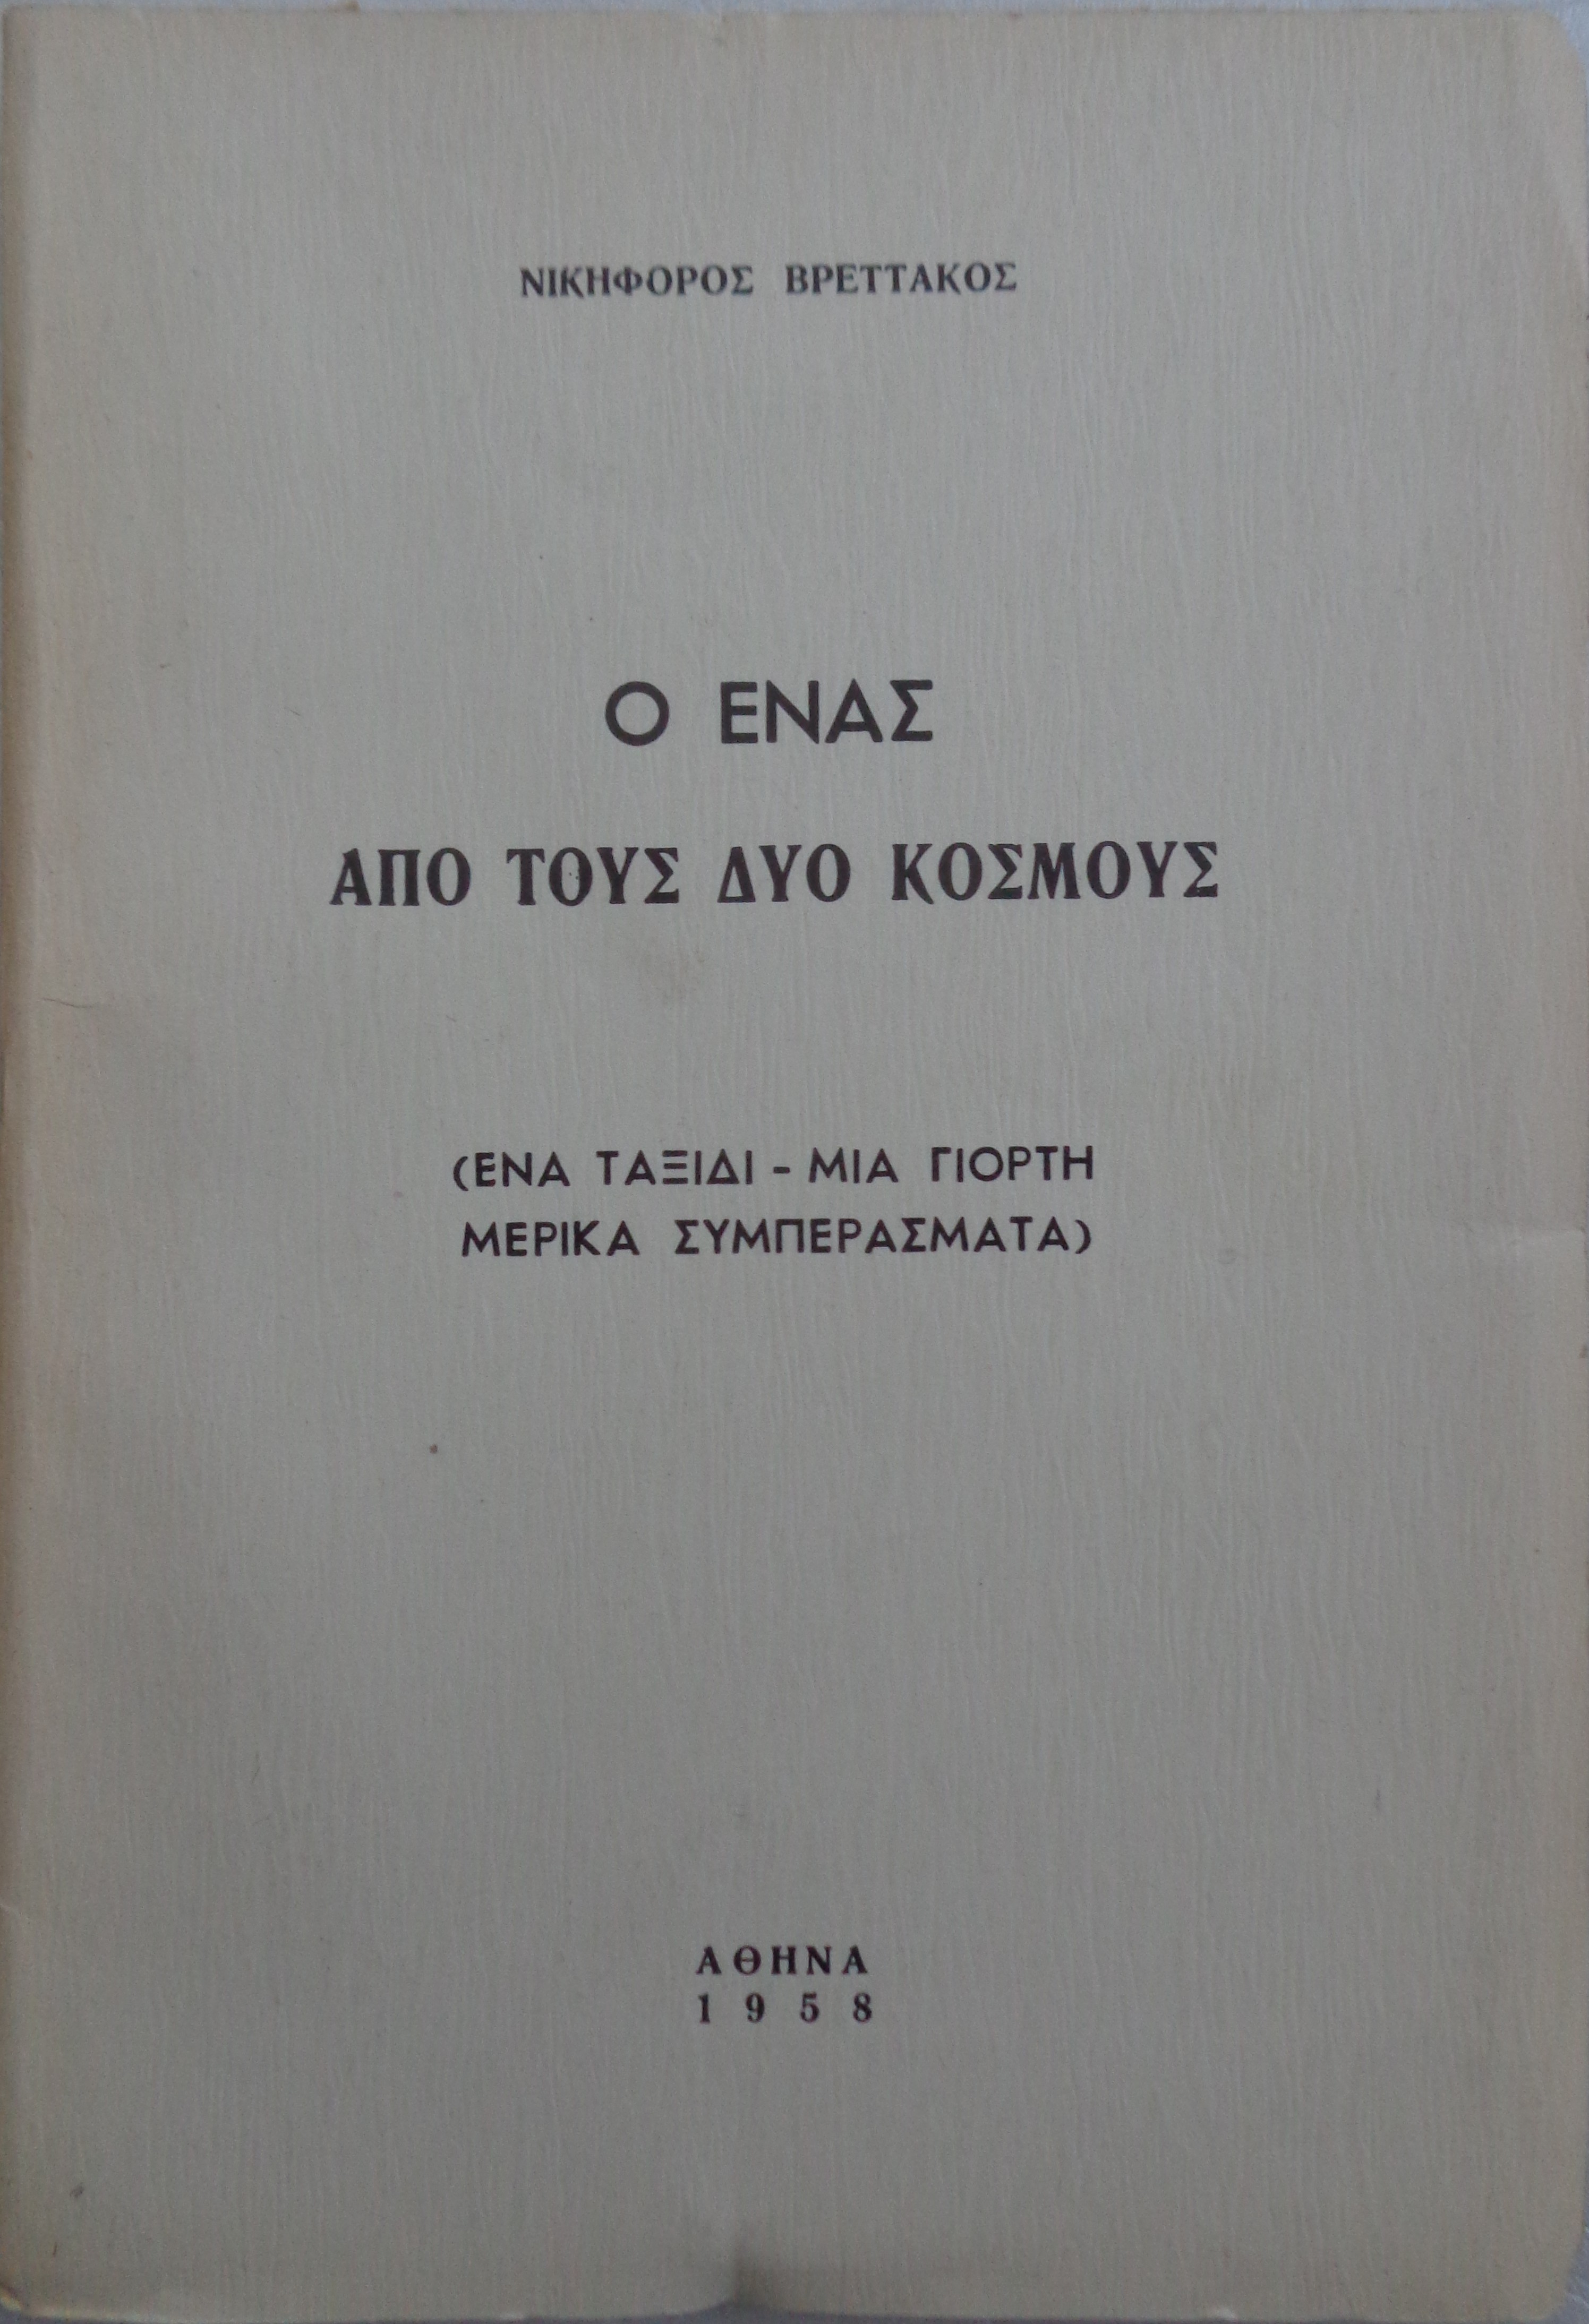 ΝΙΚΗΦΟΡΟΣ ΒΡΕΤΤΑΚΟΣ
Ο ΕΝΑΣ
ΑΠΟ ΤΟΥΣ ΔΥΟ ΚΟΣΜΟΥΣ
(ΕΝΑ ΤΑΞΙΔΙ - ΜΙΑ ΓΙΟΡΤΗ
ΜΕΡΙΚΑ ΣΥΜΠΕΡΑΣΜΑΤΑ)
ΑΘΗΝΑ
1958